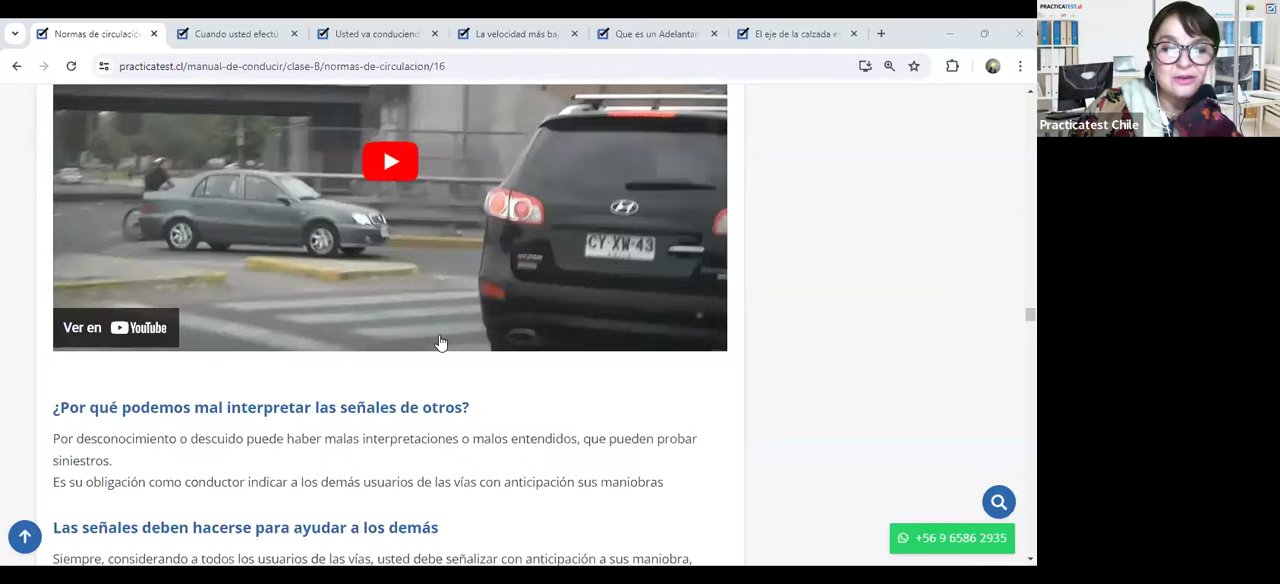 PRACTICATEST.cl
Normas de circulació
Cuando usted efectú
Usted va conduciend
La velocidad más ba
Que es un Adelantar
El eje de la calzada e
practicatest.cl/manual-de-conducir/clase-B/normas-de-circulacion/16
Practicatest Chile
CY·XW·43
Ver en YouTube
¿Por qué podemos mal interpretar las señales de otros?
Por desconocimiento o descuido puede haber malas interpretaciones o malos entendidos, que pueden probar
siniestros.
Es su obligación como conductor indicar a los demás usuarios de las vías con anticipación sus maniobras
Las señales deben hacerse para ayudar a los demás
+56 9 6586 2935
Siempre, considerando a todos los usuarios de las vías, usted debe señalizar con anticipación a sus maniobra,